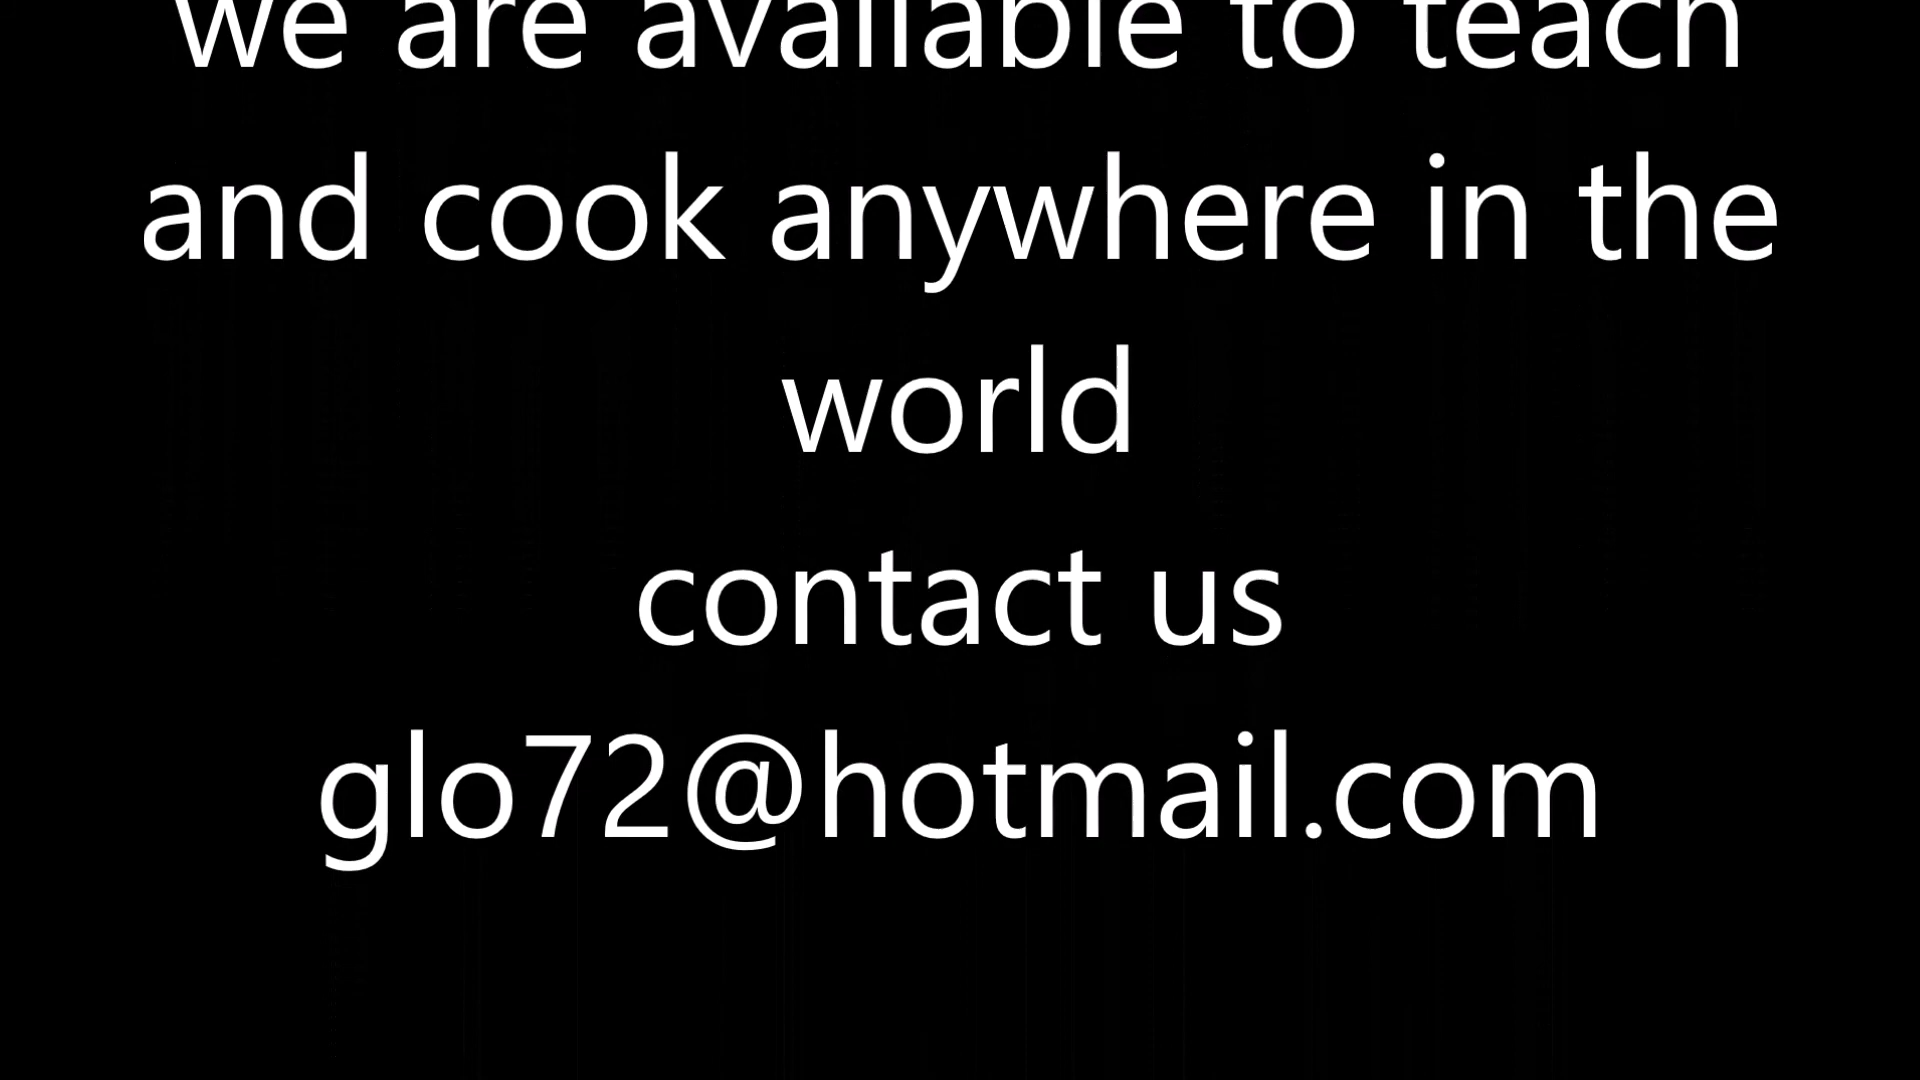 we are available to teach
and cook anywhere in the
world
contact us
glo72@hotmail.com